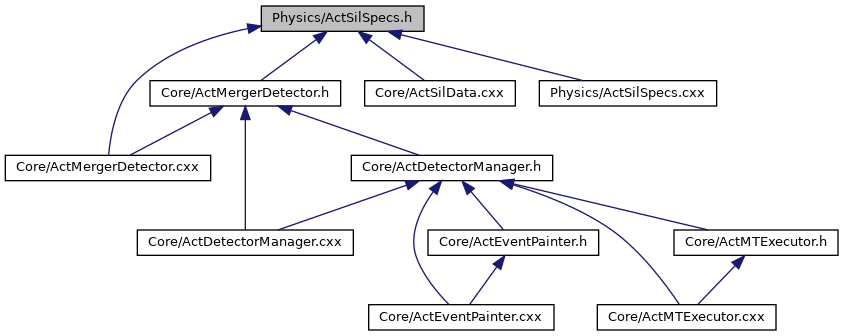 Physics/ActSilSpecs.h
Core/ActMergerDetector.h
Core/ActSilData.cxx
Physics/ActSilSpecs.cxx
Core/ActMergerDetector.cxx
Core/ActDetectorManager.h
Core/ActDetectorManager.cxx
Core/ActEventPainter.h
Core/ActMTExecutor.h
Core/ActEventPainter.cxx
Core/ActMTExecutor.cxx